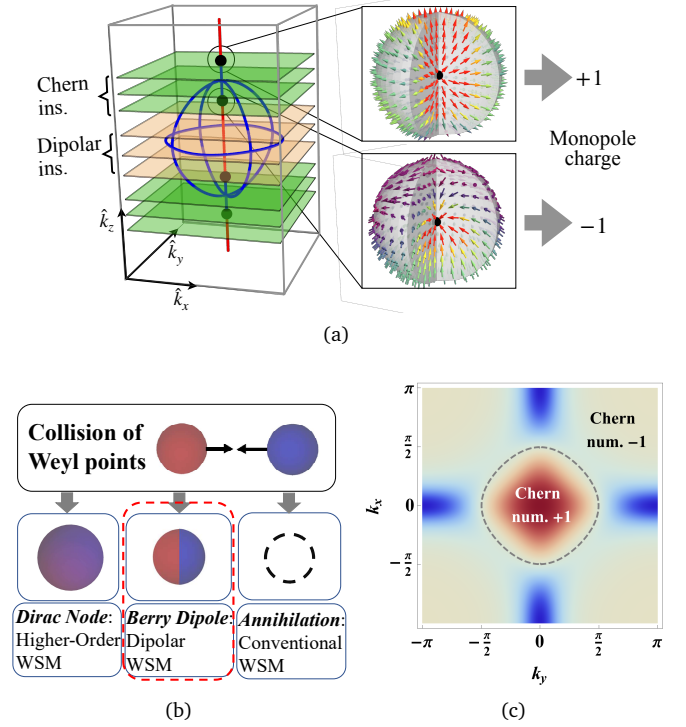 Chern
ins.
Dipolar
ins.
k̂z
k̂y
k̂x
+1
Monopole
charge
−1
(a)
Collision of
Weyl points
Dirac Node:
Higher-Order
WSM
Berry Dipole:
Dipolar
WSM
Annihilation:
Conventional
WSM
(b)
π
π/2
0
−π/2
kx
Chern
num. −1
Chern
num. +1
−π
−π/2
0
π/2
π
ky
(c)